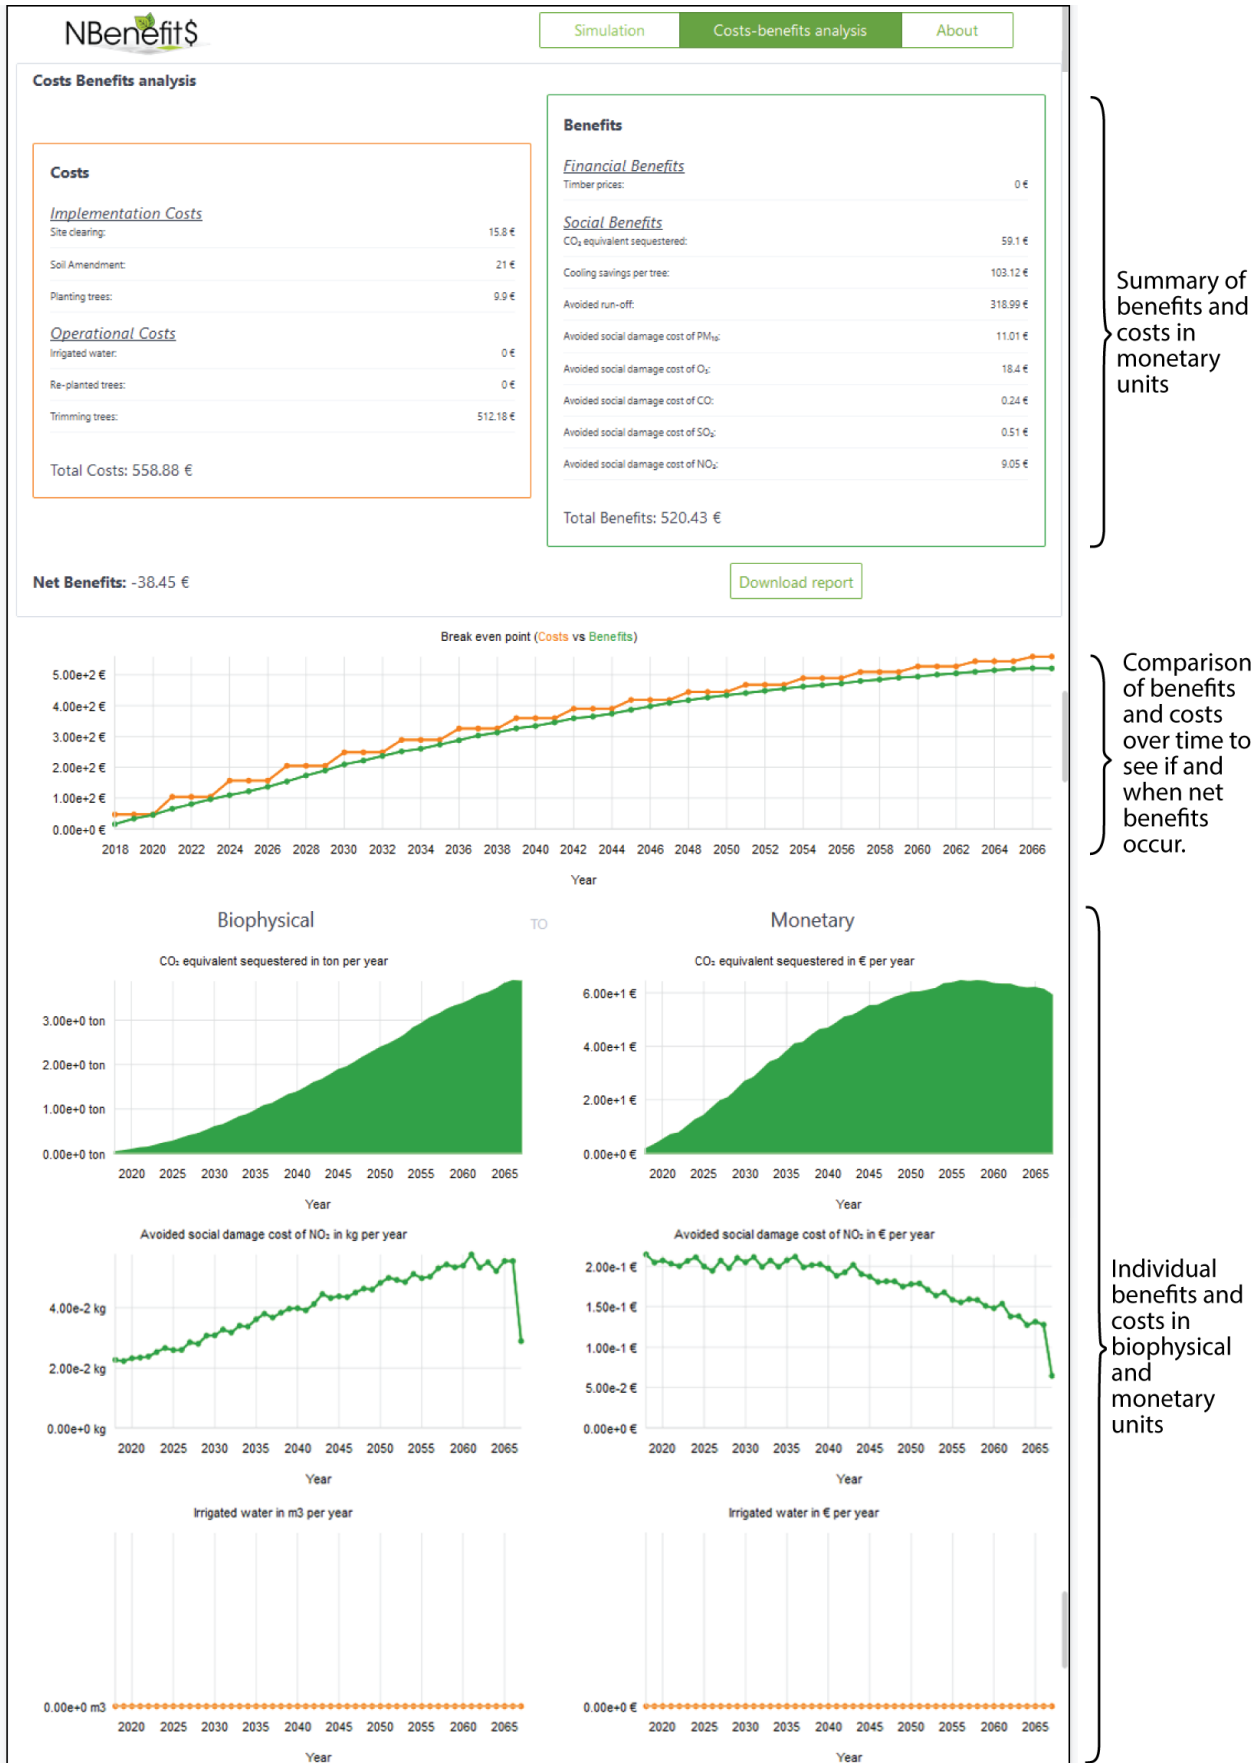 NBenefit$
Simulation
Costs-benefits analysis
About
Costs Benefits analysis
Costs
Implementation Costs
Site clearing: 15.8 €
Soil Amendment: 21 €
Planting trees: 9.9 €
Operational Costs
Irrigated water: 0 €
Re-planted trees: 0 €
Trimming trees: 512.18 €
Total Costs: 558.88 €
Benefits
Financial Benefits
Timber prices: 0 €
Social Benefits
CO₂ equivalent sequestered: 59.1 €
Cooling savings per tree: 103.12 €
Avoided run-off: 318.99 €
Avoided social damage cost of PM₁₀: 11.01 €
Avoided social damage cost of O₃: 18.4 €
Avoided social damage cost of CO: 0.24 €
Avoided social damage cost of SO₂: 0.51 €
Avoided social damage cost of NO₂: 9.05 €
Total Benefits: 520.43 €
Net Benefits: -38.45 €
Download report
Summary of
benefits and
costs in
monetary
units
Break even point (Costs vs Benefits)
5.00e+2 €
4.00e+2 €
3.00e+2 €
2.00e+2 €
1.00e+2 €
0.00e+0 €
2018 2020 2022 2024 2026 2028 2030 2032 2034 2036 2038 2040 2042 2044 2046 2048 2050 2052 2054 2056 2058 2060 2062 2064 2066
Year
Comparison
of benefits
and costs
over time to
see if and
when net
benefits
occur.
Biophysical TO Monetary
CO₂ equivalent sequestered in ton per year
3.00e+0 ton
2.00e+0 ton
1.00e+0 ton
0.00e+0 ton
2020 2025 2030 2035 2040 2045 2050 2055 2060 2065
Year
CO₂ equivalent sequestered in € per year
6.00e+1 €
4.00e+1 €
2.00e+1 €
0.00e+0 €
2020 2025 2030 2035 2040 2045 2050 2055 2060 2065
Year
Avoided social damage cost of NO₂ in kg per year
4.00e-2 kg
2.00e-2 kg
0.00e+0 kg
2020 2025 2030 2035 2040 2045 2050 2055 2060 2065
Year
Avoided social damage cost of NO₂ in € per year
2.00e-1 €
1.50e-1 €
1.00e-1 €
5.00e-2 €
0.00e+0 €
2020 2025 2030 2035 2040 2045 2050 2055 2060 2065
Year
Irrigated water in m3 per year
0.00e+0 m3
2020 2025 2030 2035 2040 2045 2050 2055 2060 2065
Year
Irrigated water in € per year
0.00e+0 €
2020 2025 2030 2035 2040 2045 2050 2055 2060 2065
Year
Individual
benefits and
costs in
biophysical
and
monetary
units